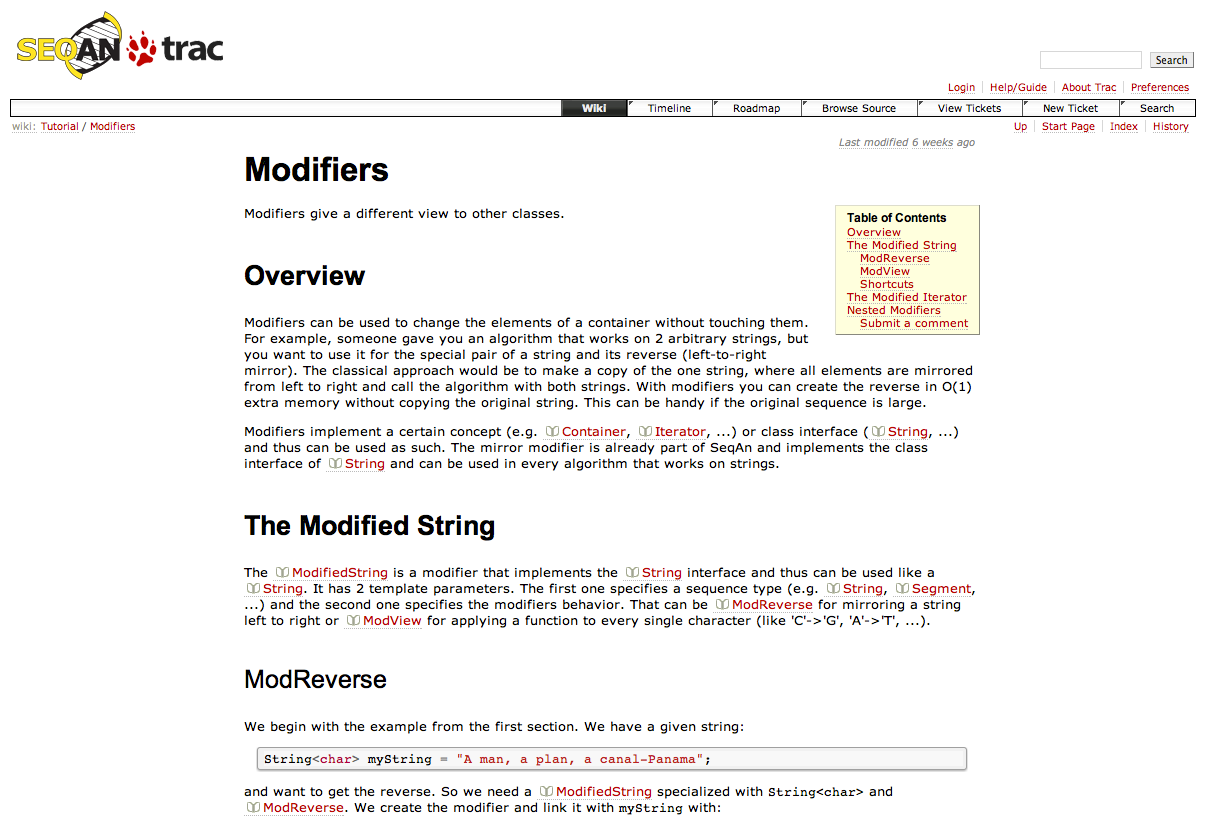 SEQAN trac
Search
Login Help/Guide About Trac Preferences
Wiki Timeline Roadmap Browse Source View Tickets New Ticket Search
wiki: Tutorial / Modifiers
Up Start Page Index History
Last modified 6 weeks ago
Modifiers
Modifiers give a different view to other classes.
Table of Contents
Overview
The Modified String
ModReverse
ModView
Shortcuts
The Modified Iterator
Nested Modifiers
Submit a comment
Overview
Modifiers can be used to change the elements of a container without touching them.
For example, someone gave you an algorithm that works on 2 arbitrary strings, but
you want to use it for the special pair of a string and its reverse (left-to-right
mirror). The classical approach would be to make a copy of the one string, where all elements are mirrored
from left to right and call the algorithm with both strings. With modifiers you can create the reverse in O(1)
extra memory without copying the original string. This can be handy if the original sequence is large.
Modifiers implement a certain concept (e.g. Container, Iterator, ...) or class interface (String, ...)
and thus can be used as such. The mirror modifier is already part of SeqAn and implements the class
interface of String and can be used in every algorithm that works on strings.
The Modified String
The ModifiedString is a modifier that implements the String interface and thus can be used like a
String. It has 2 template parameters. The first one specifies a sequence type (e.g. String, Segment,
...) and the second one specifies the modifiers behavior. That can be ModReverse for mirroring a string
left to right or ModView for applying a function to every single character (like 'C'->'G', 'A'->'T', ...).
ModReverse
We begin with the example from the first section. We have a given string:
String<char> myString = "A man, a plan, a canal-Panama";
and want to get the reverse. So we need a ModifiedString specialized with String<char> and
ModReverse. We create the modifier and link it with myString with: